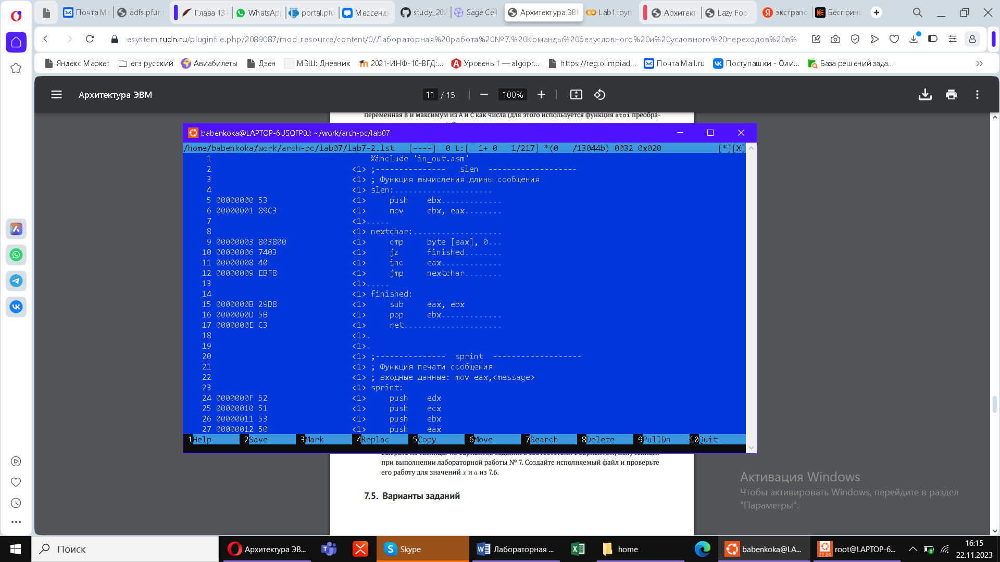 Почта Ma
adfs.pfur.r
Глава 13 F
WhatsApp
portal.pfu
Мессендж
study_202
Sage Cell
Архитектура ЭВМ
Lab1.ipyn
Архитекту
Lazy Foo'
экстрапо
Беспринц
esystem.rudn.ru/pluginfile.php/2089087/mod_resource/content/0/Лабораторная%20работа%20№7.%20Команды%20безусловного%20и%20условного%20переходов%20в%
Яндекс Маркет
егэ русский
Авиабилеты
Дзен
МЭШ: Дневник
2021-ИНФ-10-ВГД:...
Уровень 1 — algopr...
https://reg.olimpiad...
Почта Mail.ru
Поступашки - Оли...
База решений зада...
Архитектура ЭВМ
11 / 15
100%
переменная B и максимум из A и C как числа (для этого используется функция atoi преобра-
babenkoka@LAPTOP-6USQFP0J: ~/work/arch-pc/lab07
/home/babenkoka/work/arch-pc/lab07/lab7-2.lst   [----]  0 L:[  1+ 0   1/217] *(0   /13044b) 0032 0x020            [*][X]
1 %include 'in_out.asm'
2 <1> ;---------------   slen  -------------------
3 <1> ; Функция вычисления длины сообщения
4 <1> slen:.....................
5 00000000 53 <1>     push    ebx.............
6 00000001 89C3 <1>     mov     ebx, eax........
7 <1>.....
8 <1> nextchar:...................
9 00000003 803800 <1>     cmp     byte [eax], 0...
10 00000006 7403 <1>     jz      finished........
11 00000008 40 <1>     inc     eax.............
12 00000009 EBF8 <1>     jmp     nextchar........
13 <1>.....
14 <1> finished:
15 0000000B 29D8 <1>     sub     eax, ebx
16 0000000D 5B <1>     pop     ebx.............
17 0000000E C3 <1>     ret.....................
18 <1>.
19 <1>.
20 <1> ;---------------  sprint  -------------------
21 <1> ; Функция печати сообщения
22 <1> ; входные данные: mov eax,<message>
23 <1> sprint:
24 0000000F 52 <1>     push    edx
25 00000010 51 <1>     push    ecx
26 00000011 53 <1>     push    ebx
27 00000012 50 <1>     push    eax
1Help 2Save 3Mark 4Replac 5Copy 6Move 7Search 8Delete 9PullDn 10Quit
выбрать из таблицы 7.6 вариантов заданий в соответствии с вариантом, полученным
при выполнении лабораторной работы № 7. Создайте исполняемый файл и проверьте
его работу для значений x и a из 7.6.
7.5. Варианты заданий
Активация Windows
Чтобы активировать Windows, перейдите в раздел
"Параметры".
Поиск
Архитектура ЭВ...
Skype
Лабораторная ...
home
babenkoka@LA...
22.04
root@LAPTOP-6...
16:15
22.11.2023